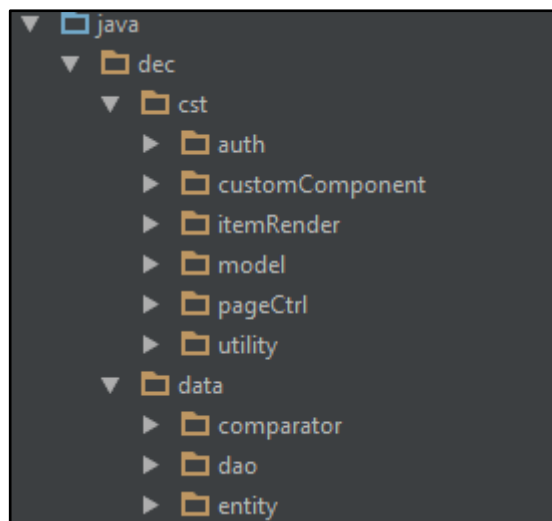 java
dec
cst
auth
customComponent
itemRender
model
pageCtrl
utility
data
comparator
dao
entity